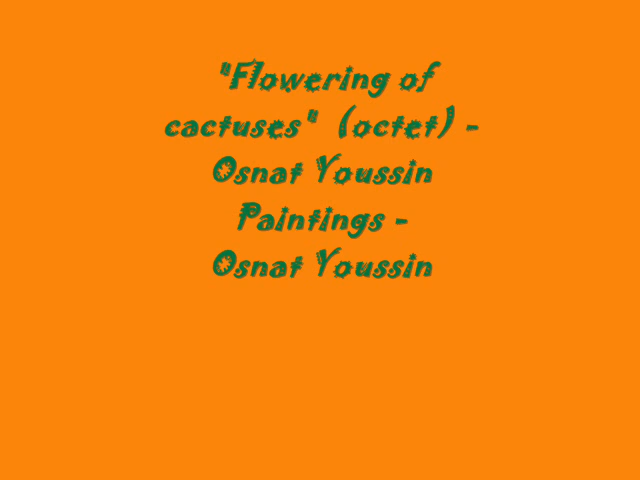 "Flowering of
cactuses"  (octet) -
Osnat Youssin
Paintings -
Osnat Youssin